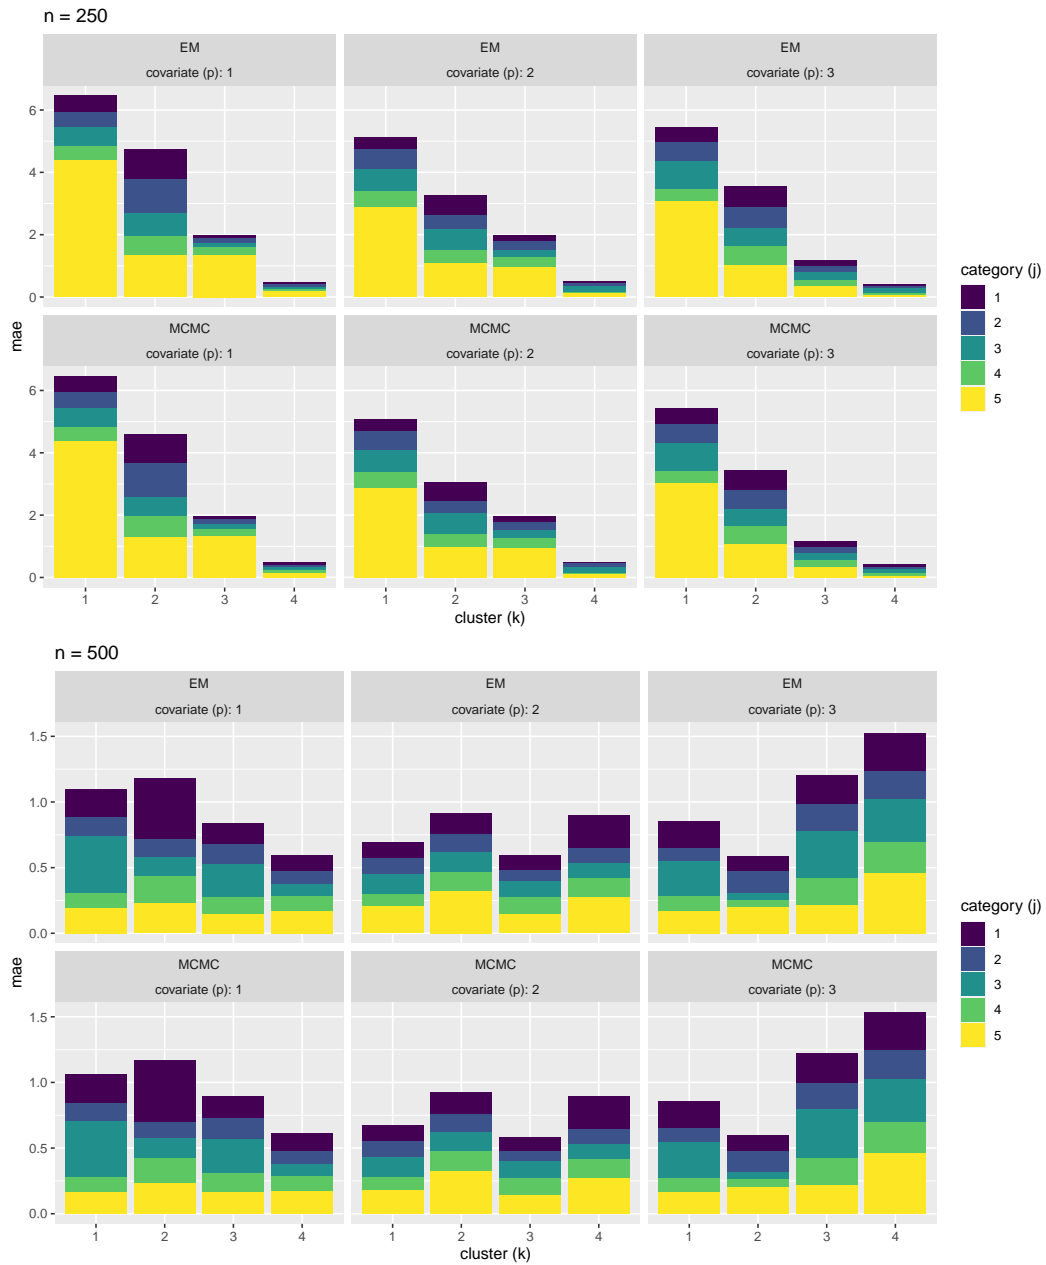 n = 250
EM EM EM
covariate (p): 1 covariate (p): 2 covariate (p): 3
6
4
2
0
MCMC MCMC MCMC
covariate (p): 1 covariate (p): 2 covariate (p): 3
6
4
2
0
mae
1 2 3 4 1 2 3 4 1 2 3 4
cluster (k)
category (j)
1
2
3
4
5
n = 500
EM EM EM
covariate (p): 1 covariate (p): 2 covariate (p): 3
1.5
1.0
0.5
0.0
MCMC MCMC MCMC
covariate (p): 1 covariate (p): 2 covariate (p): 3
1.5
1.0
0.5
0.0
mae
1 2 3 4 1 2 3 4 1 2 3 4
cluster (k)
category (j)
1
2
3
4
5